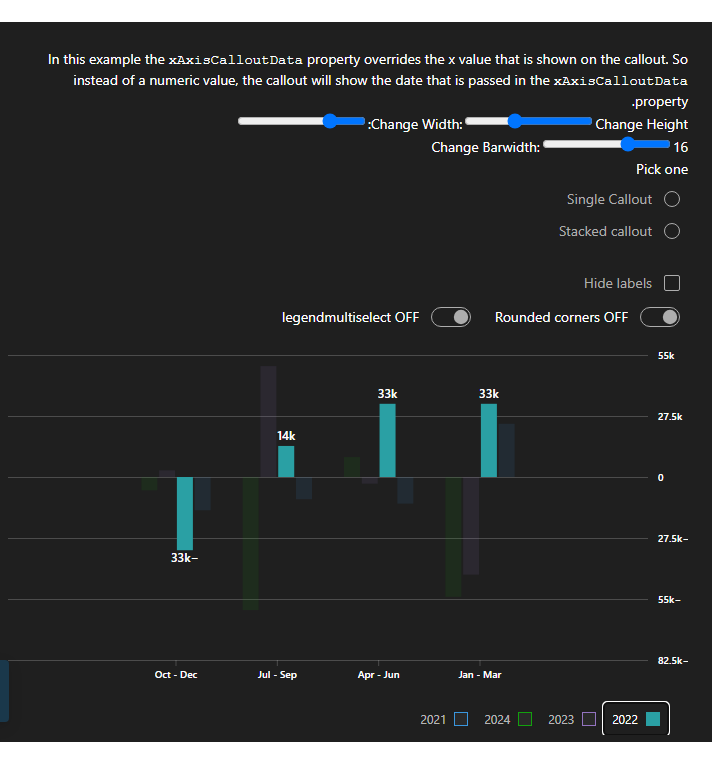 In this example the xAxisCalloutData property overrides the x value that is shown on the callout. So
instead of a numeric value, the callout will show the date that is passed in the xAxisCalloutData
.property
:Change Width: Change Height
Change Barwidth: 16
Pick one
Single Callout
Stacked callout
Hide labels
legendmultiselect OFF Rounded corners OFF
55k
33k 33k
27.5k
14k
0
27.5k−
33k−
55k−
82.5k−
Oct - Dec Jul - Sep Apr - Jun Jan - Mar
2021 2024 2023 2022